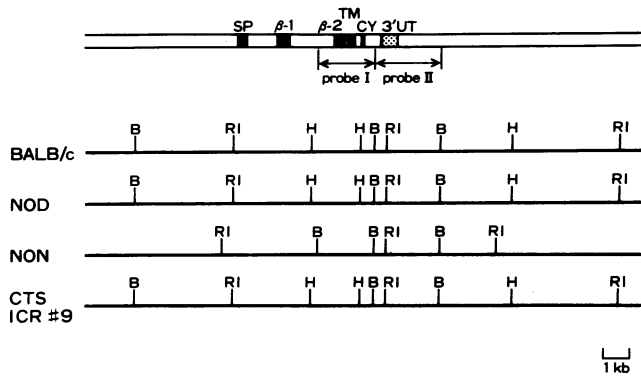 TM
SP β-1 β-2 CY 3'UT
probe I probe II
B RI H H B RI B H RI
BALB/c
B RI H H B RI B H RI
NOD
RI B B RI B RI
NON
B RI H H B RI B H RI
CTS
ICR #9
1 kb